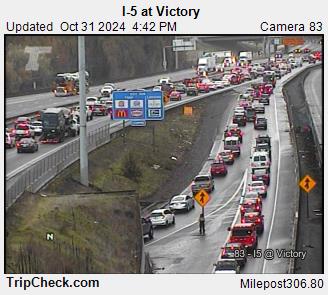 I-5 at Victory
Updated Oct 31 2024 4:42 PM Camera 83
N
83 - I5 @ Victory
TripCheck.com Milepost306.80